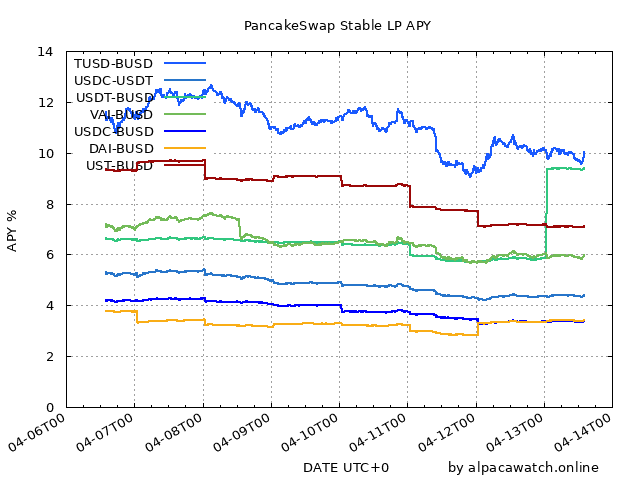 PancakeSwap Stable LP APY
TUSD-BUSD
USDC-USDT
USDT-BUSD
VAI-BUSD
USDC-BUSD
DAI-BUSD
UST-BUSD
APY %
14
12
10
8
6
4
2
0
04-06T00
04-07T00
04-08T00
04-09T00
04-10T00
04-11T00
04-12T00
04-13T00
04-14T00
DATE UTC+0
by alpacawatch.online